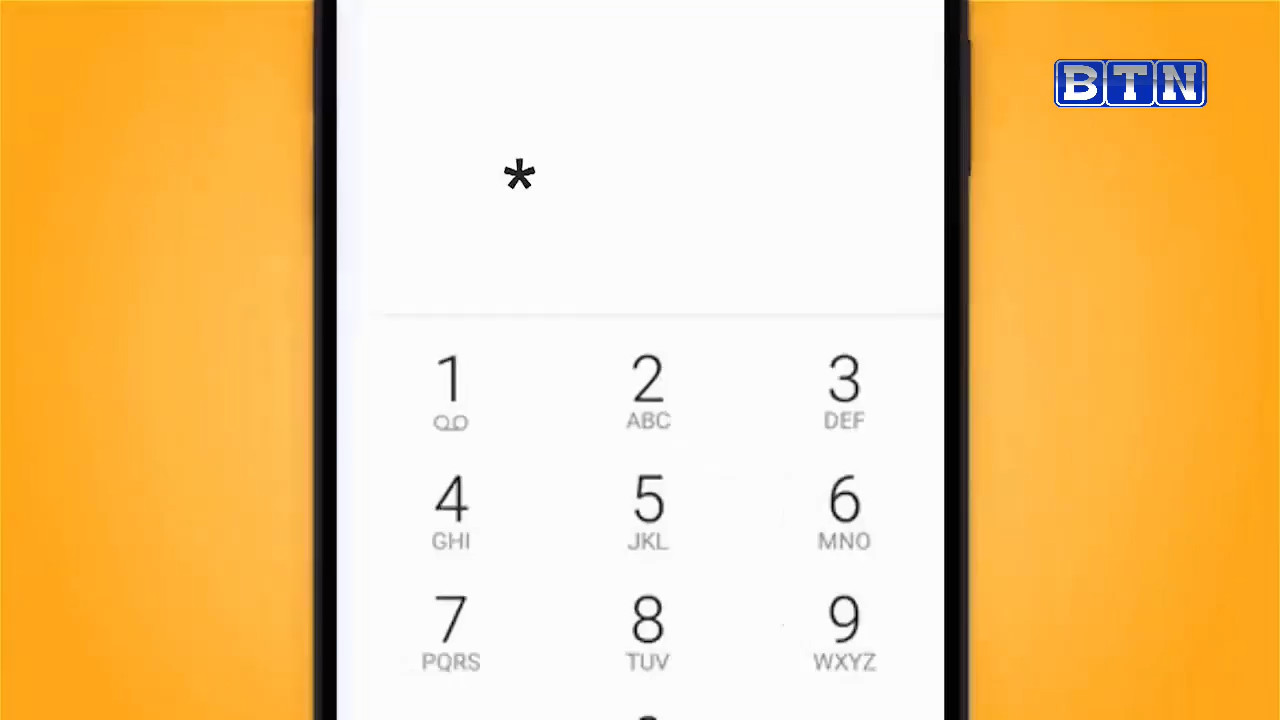 BTN
*
1 2 3
ABC DEF
4 5 6
GHI JKL MNO
7 8 9
PQRS TUV WXYZ